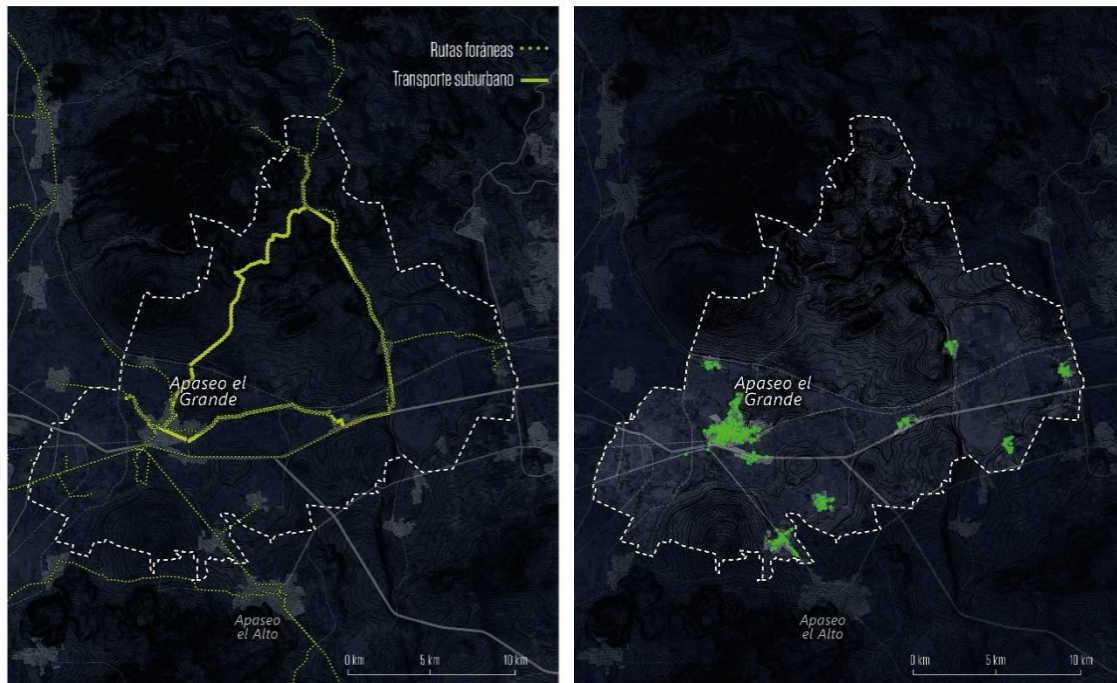 Rutas foráneas
Transporte suburbano
Apaseo el
Grande
Apaseo
el Alto
0 km 5 km 10 km
Apaseo el
Grande
Apaseo
el Alto
0 km 5 km 10 km